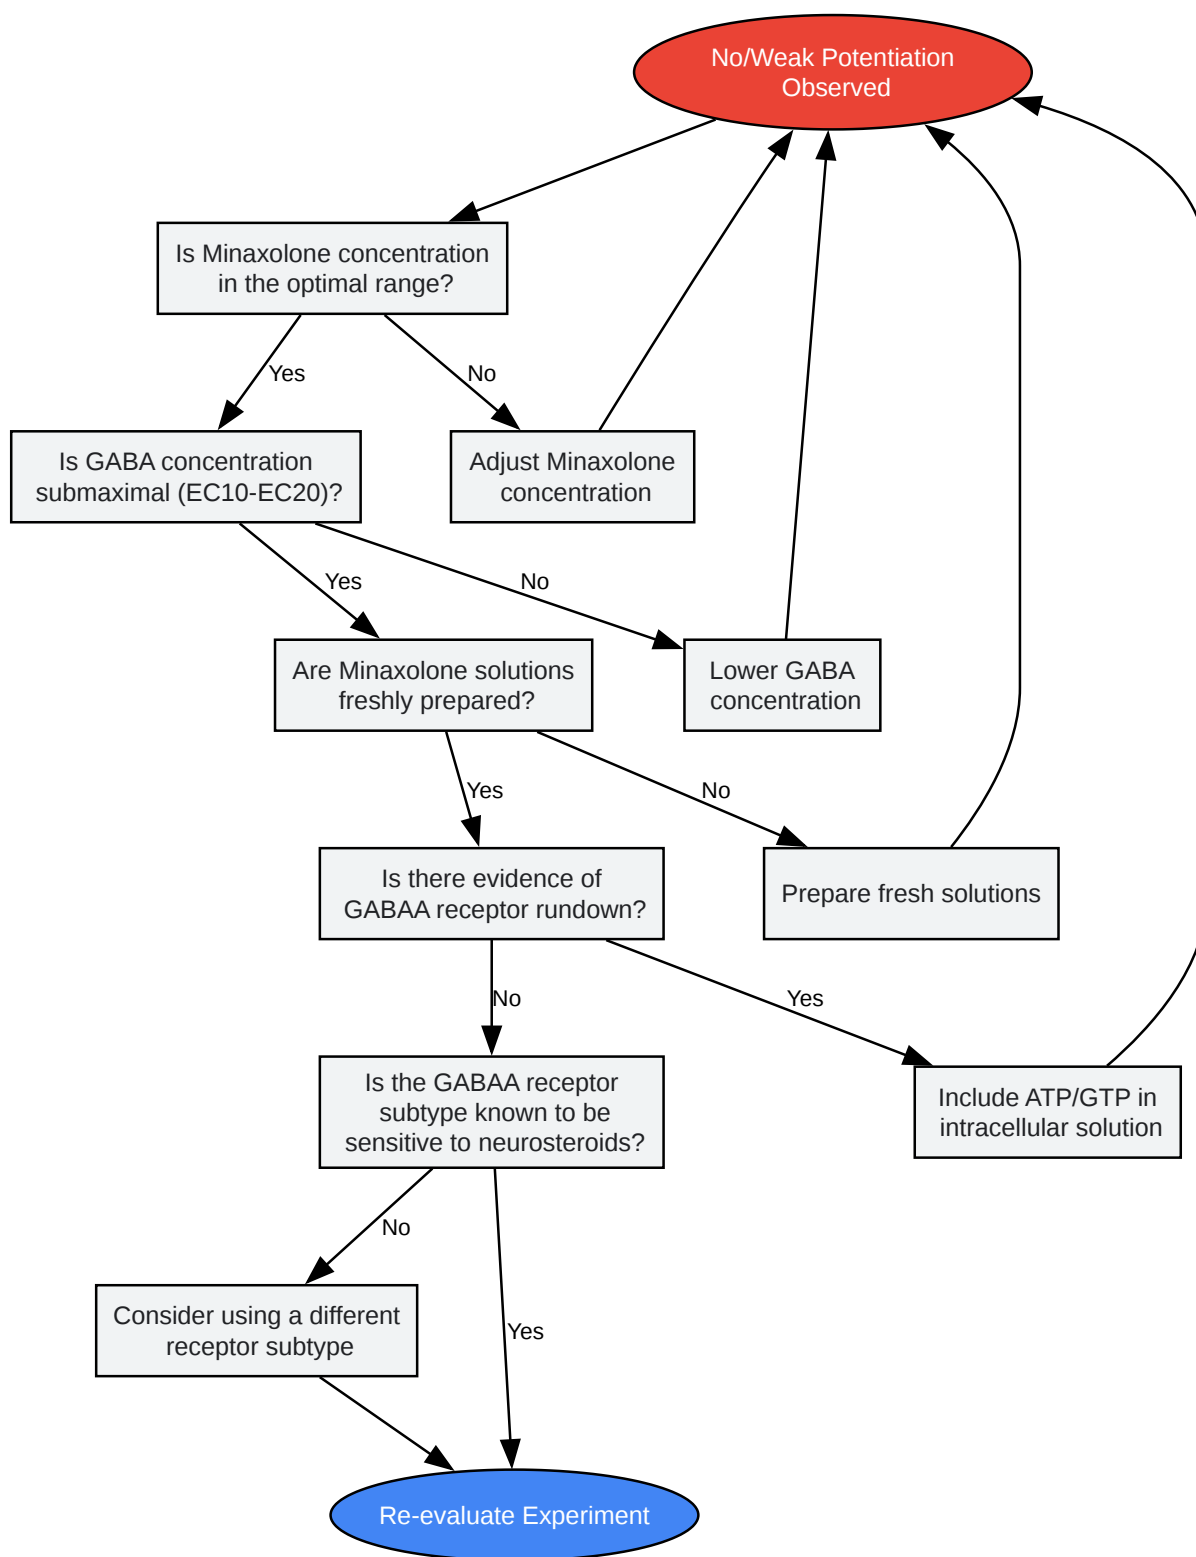 No/Weak Potentiation
Observed
Is Minaxolone concentration
in the optimal range?
Yes
No
Is GABA concentration
submaximal (EC10-EC20)?
Adjust Minaxolone
concentration
Yes
No
Are Minaxolone solutions
freshly prepared?
Lower GABA
concentration
Yes
No
Is there evidence of
GABAA receptor rundown?
Prepare fresh solutions
No
Yes
Is the GABAA receptor
subtype known to be
sensitive to neurosteroids?
Include ATP/GTP in
intracellular solution
No
Yes
Consider using a different
receptor subtype
Re-evaluate Experiment